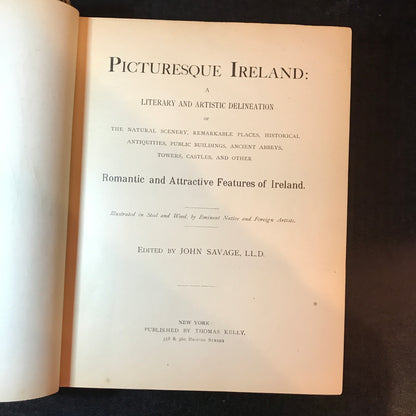 PICTURESQUE IRELAND:
A
LITERARY AND ARTISTIC DELINEATION
OF
THE NATURAL SCENERY, REMARKABLE PLACES, HISTORICAL
ANTIQUITIES, PUBLIC BUILDINGS, ANCIENT ABBEYS,
TOWERS, CASTLES, AND OTHER
Romantic and Attractive Features of Ireland.
Illustrated in Steel and Wood, by Eminent Native and Foreign Artists.
EDITED BY JOHN SAVAGE, LL.D.
NEW YORK:
PUBLISHED BY THOMAS KELLY,
STREET